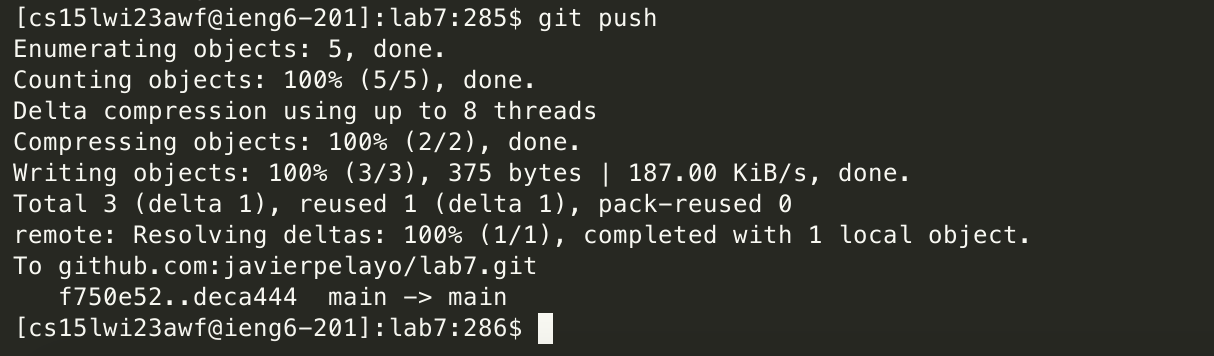 [cs15lwi23awf@ieng6-201]:lab7:285$ git push
Enumerating objects: 5, done.
Counting objects: 100% (5/5), done.
Delta compression using up to 8 threads
Compressing objects: 100% (2/2), done.
Writing objects: 100% (3/3), 375 bytes | 187.00 KiB/s, done.
Total 3 (delta 1), reused 1 (delta 1), pack-reused 0
remote: Resolving deltas: 100% (1/1), completed with 1 local object.
To github.com:javierpelayo/lab7.git
   f750e52..deca444  main -> main
[cs15lwi23awf@ieng6-201]:lab7:286$